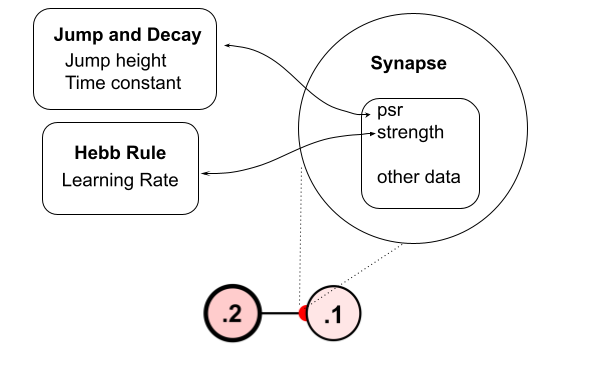 Jump and Decay
Jump height
Time constant
Synapse
psr
strength
other data
Hebb Rule
Learning Rate
.2
.1